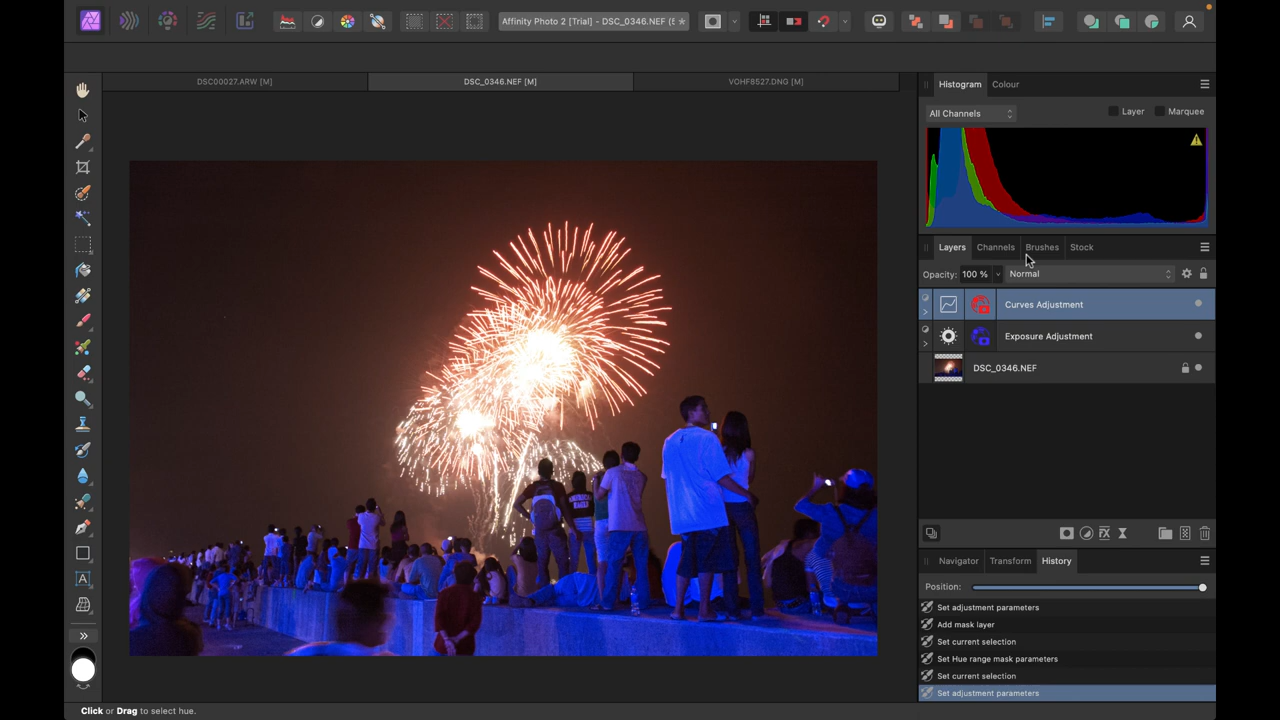 Affinity Photo 2 [Trial] - DSC_0346.NEF (
DSC00027.ARW [M]
DSC_0346.NEF [M]
VOHF8527.DNG [M]
Histogram
Colour
All Channels
Layer
Marquee
Layers
Channels
Brushes
Stock
Opacity:
100 %
Normal
Curves Adjustment
Exposure Adjustment
DSC_0346.NEF
Navigator
Transform
History
Position:
Set adjustment parameters
Add mask layer
Set current selection
Set Hue range mask parameters
Set current selection
Set adjustment parameters
Click or Drag to select hue.